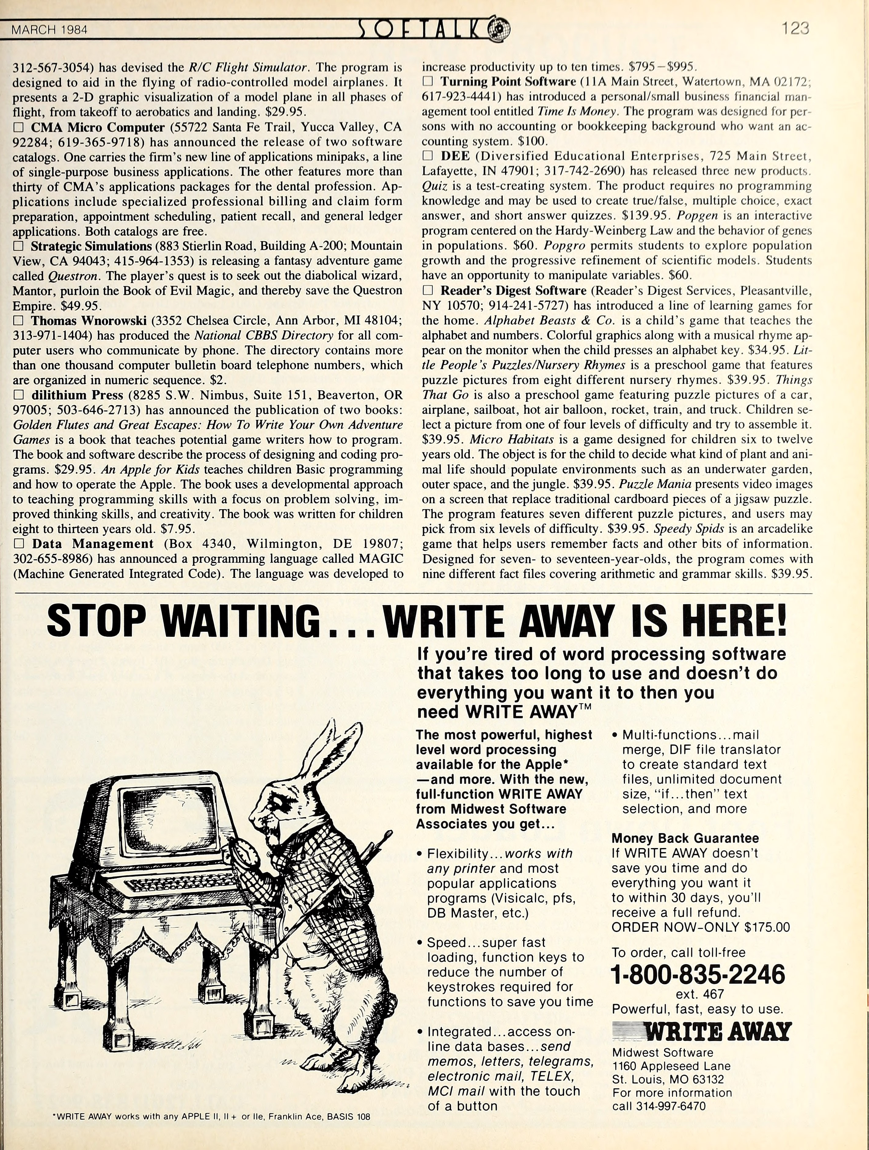 MARCH 1984
SOFTALK
123
312-567-3054) has devised the R/C Flight Simulator. The program is
designed to aid in the flying of radio-controlled model airplanes. It
presents a 2-D graphic visualization of a model plane in all phases of
flight, from takeoff to aerobatics and landing. $29.95.
□ CMA Micro Computer (55722 Santa Fe Trail, Yucca Valley, CA
92284; 619-365-9718) has announced the release of two software
catalogs. One carries the firm's new line of applications minipaks, a line
of single-purpose business applications. The other features more than
thirty of CMA's applications packages for the dental profession. Ap-
plications include specialized professional billing and claim form
preparation, appointment scheduling, patient recall, and general ledger
applications. Both catalogs are free.
□ Strategic Simulations (883 Stierlin Road, Building A-200; Mountain
View, CA 94043; 415-964-1353) is releasing a fantasy adventure game
called Questron. The player's quest is to seek out the diabolical wizard,
Mantor, purloin the Book of Evil Magic, and thereby save the Questron
Empire. $49.95.
□ Thomas Wnorowski (3352 Chelsea Circle, Ann Arbor, MI 48104;
313-971-1404) has produced the National CBBS Directory for all com-
puter users who communicate by phone. The directory contains more
than one thousand computer bulletin board telephone numbers, which
are organized in numeric sequence. $2.
□ dilithium Press (8285 S.W. Nimbus, Suite 151, Beaverton, OR
97005; 503-646-2713) has announced the publication of two books:
Golden Flutes and Great Escapes: How To Write Your Own Adventure
Games is a book that teaches potential game writers how to program.
The book and software describe the process of designing and coding pro-
grams. $29.95. An Apple for Kids teaches children Basic programming
and how to operate the Apple. The book uses a developmental approach
to teaching programming skills with a focus on problem solving, im-
proved thinking skills, and creativity. The book was written for children
eight to thirteen years old. $7.95.
□ Data Management (Box 4340, Wilmington, DE 19807;
302-655-8986) has announced a programming language called MAGIC
(Machine Generated Integrated Code). The language was developed to
increase productivity up to ten times. $795–$995.
□ Turning Point Software (11A Main Street, Watertown, MA 02172;
617-923-4441) has introduced a personal/small business financial man-
agement tool entitled Time Is Money. The program was designed for per-
sons with no accounting or bookkeeping background who want an ac-
counting system. $100.
□ DEE (Diversified Educational Enterprises, 725 Main Street,
Lafayette, IN 47901; 317-742-2690) has released three new products.
Quiz is a test-creating system. The product requires no programming
knowledge and may be used to create true/false, multiple choice, exact
answer, and short answer quizzes. $139.95. Popgen is an interactive
program centered on the Hardy-Weinberg Law and the behavior of genes
in populations. $60. Popgro permits students to explore population
growth and the progressive refinement of scientific models. Students
have an opportunity to manipulate variables. $60.
□ Reader's Digest Software (Reader's Digest Services, Pleasantville,
NY 10570; 914-241-5727) has introduced a line of learning games for
the home. Alphabet Beasts & Co. is a child's game that teaches the
alphabet and numbers. Colorful graphics along with a musical rhyme ap-
pear on the monitor when the child presses an alphabet key. $34.95. Lit-
tle People's Puzzles/Nursery Rhymes is a preschool game that features
puzzle pictures from eight different nursery rhymes. $39.95. Things
That Go is also a preschool game featuring puzzle pictures of a car,
airplane, sailboat, hot air balloon, rocket, train, and truck. Children se-
lect a picture from one of four levels of difficulty and try to assemble it.
$39.95. Micro Habitats is a game designed for children six to twelve
years old. The object is for the child to decide what kind of plant and ani-
mal life should populate environments such as an underwater garden,
outer space, and the jungle. $39.95. Puzzle Mania presents video images
on a screen that replace traditional cardboard pieces of a jigsaw puzzle.
The program features seven different puzzle pictures, and users may
pick from six levels of difficulty. $39.95. Speedy Spids is an arcadelike
game that helps users remember facts and other bits of information.
Designed for seven- to seventeen-year-olds, the program comes with
nine different fact files covering arithmetic and grammar skills. $39.95.
STOP WAITING...WRITE AWAY IS HERE!
If you're tired of word processing software
that takes too long to use and doesn't do
everything you want it to then you
need WRITE AWAY™
The most powerful, highest
level word processing
available for the Apple*
—and more. With the new,
full-function WRITE AWAY
from Midwest Software
Associates you get...
• Flexibility...works with
any printer and most
popular applications
programs (Visicalc, pfs,
DB Master, etc.)
• Speed...super fast
loading, function keys to
reduce the number of
keystrokes required for
functions to save you time
• Integrated...access on-
line data bases...send
memos, letters, telegrams,
electronic mail, TELEX,
MCI mail with the touch
of a button
• Multi-functions...mail
merge, DIF file translator
to create standard text
files, unlimited document
size, "if...then" text
selection, and more
Money Back Guarantee
If WRITE AWAY doesn't
save you time and do
everything you want it
to within 30 days, you'll
receive a full refund.
ORDER NOW–ONLY $175.00
To order, call toll-free
1-800-835-2246
ext. 467
Powerful, fast, easy to use.
WRITE AWAY
Midwest Software
1160 Appleseed Lane
St. Louis, MO 63132
For more information
call 314-997-6470
*WRITE AWAY works with any APPLE II, II+ or IIe, Franklin Ace, BASIS 108